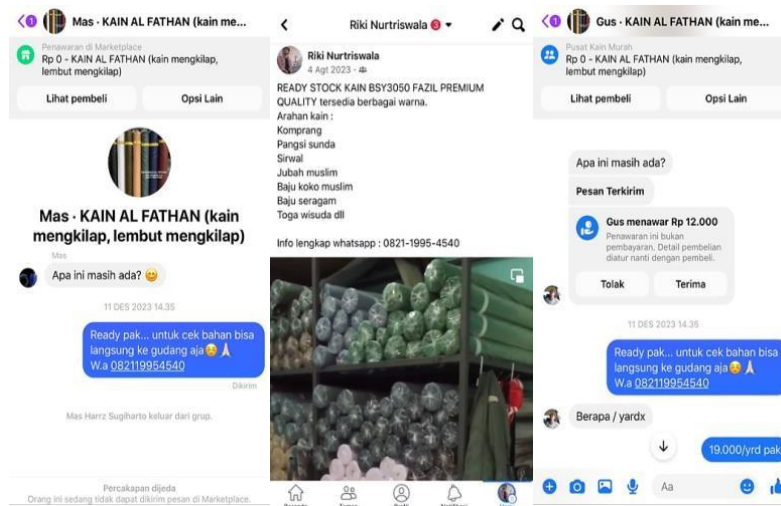 Mas · KAIN AL FATHAN (kain me...
Penawaran di Marketplace
Rp 0 - KAIN AL FATHAN (kain mengkilap,
lembut mengkilap)
Lihat pembeli
Opsi Lain
Mas · KAIN AL FATHAN (kain
mengkilap, lembut mengkilap)
Mas
Apa ini masih ada?
11 DES 2023 14.35
Ready pak... untuk cek bahan bisa
langsung ke gudang aja
W.a 082119954540
Dikirim
Mas Harrz Sugiharto keluar dari grup.
Percakapan dijeda
Orang ini sedang tidak dapat dikirim pesan di Marketplace.
Riki Nurtriswala
Riki Nurtriswala
4 Agt 2023
READY STOCK KAIN BSY3050 FAZIL PREMIUM
QUALITY tersedia berbagai warna.
Arahan kain :
Komprang
Pangsi sunda
Sirwal
Jubah muslim
Baju koko muslim
Baju seragam
Toga wisuda dll
Info lengkap whatsapp : 0821-1995-4540
Gus · KAIN AL FATHAN (kain me...
Pusat Kain Murah
Rp 0 - KAIN AL FATHAN (kain mengkilap,
lembut mengkilap)
Lihat pembeli
Opsi Lain
Apa ini masih ada?
Pesan Terkirim
Gus menawar Rp 12.000
Penawaran ini bukan
pembayaran. Detail pembelian
diatur nanti dengan pembeli.
Tolak
Terima
11 DES 2023 14.35
Ready pak... untuk cek bahan bisa
langsung ke gudang aja
W.a 082119954540
Berapa / yardx
19.000/yrd pak
Aa